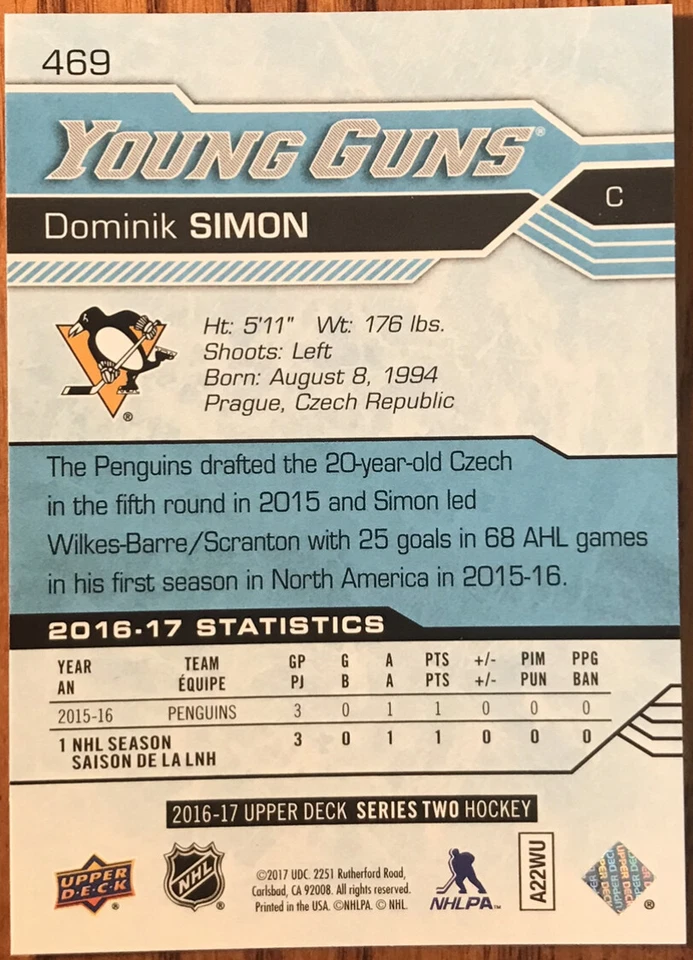 469
YOUNG GUNS®
C
Dominik SIMON
Ht: 5'11" Wt: 176 lbs.
Shoots: Left
Born: August 8, 1994
Prague, Czech Republic
®
The Penguins drafted the 20-year-old Czech
in the fifth round in 2015 and Simon led
Wilkes-Barre/Scranton with 25 goals in 68 AHL games
in his first season in North America in 2015-16.
2016-17 STATISTICS
YEAR TEAM GP G A PTS +/- PIM PPG
AN ÉQUIPE PJ B A PTS +/- PUN BAN
2015-16 PENGUINS 3 0 1 1 0 0 0
1 NHL SEASON 3 0 1 1 0 0 0
SAISON DE LA LNH
2016-17 UPPER DECK SERIES TWO HOCKEY
UPPER
D·E·C·K
®
NHL
®
©2017 UDC. 2251 Rutherford Road,
Carlsbad, CA 92008. All rights reserved.
Printed in the USA. ©NHLPA. © NHL.
NHLPA™
A22WU
UPPER DECK
®